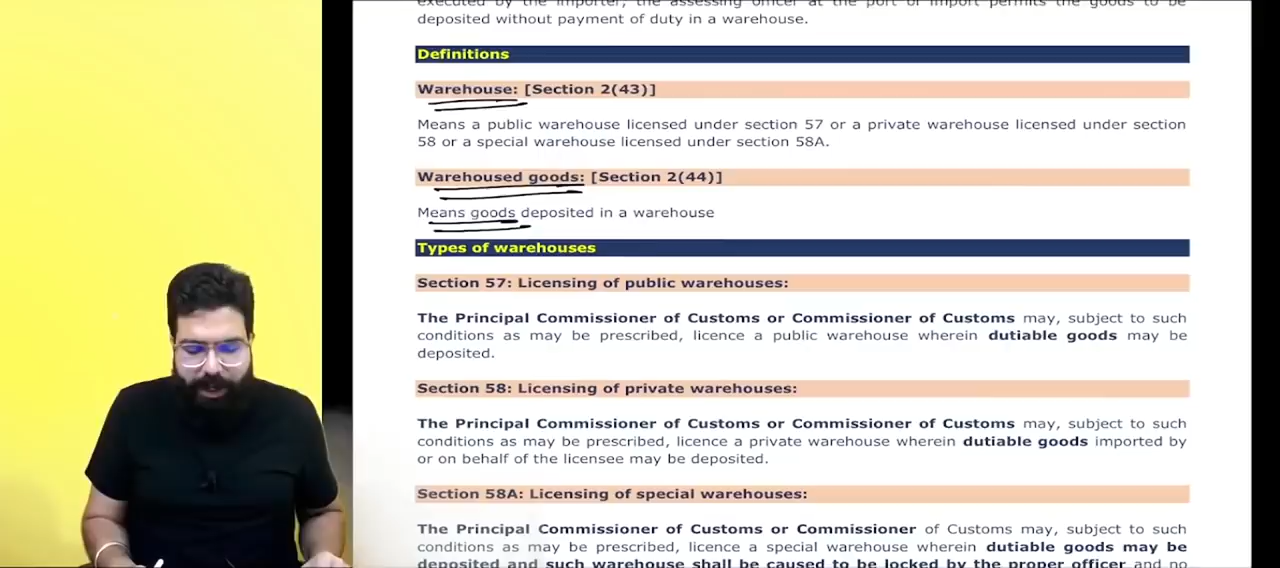 executed by the importer, the assessing officer at the port of import permits the goods to be
deposited without payment of duty in a warehouse.
Definitions
Warehouse: [Section 2(43)]
Means a public warehouse licensed under section 57 or a private warehouse licensed under section
58 or a special warehouse licensed under section 58A.
Warehoused goods: [Section 2(44)]
Means goods deposited in a warehouse
Types of warehouses
Section 57: Licensing of public warehouses:
The Principal Commissioner of Customs or Commissioner of Customs may, subject to such
conditions as may be prescribed, licence a public warehouse wherein dutiable goods may be
deposited.
Section 58: Licensing of private warehouses:
The Principal Commissioner of Customs or Commissioner of Customs may, subject to such
conditions as may be prescribed, licence a private warehouse wherein dutiable goods imported by
or on behalf of the licensee may be deposited.
Section 58A: Licensing of special warehouses:
The Principal Commissioner of Customs or Commissioner of Customs may, subject to such
conditions as may be prescribed, licence a special warehouse wherein dutiable goods may be
deposited and such warehouse shall be caused to be locked by the proper officer and no